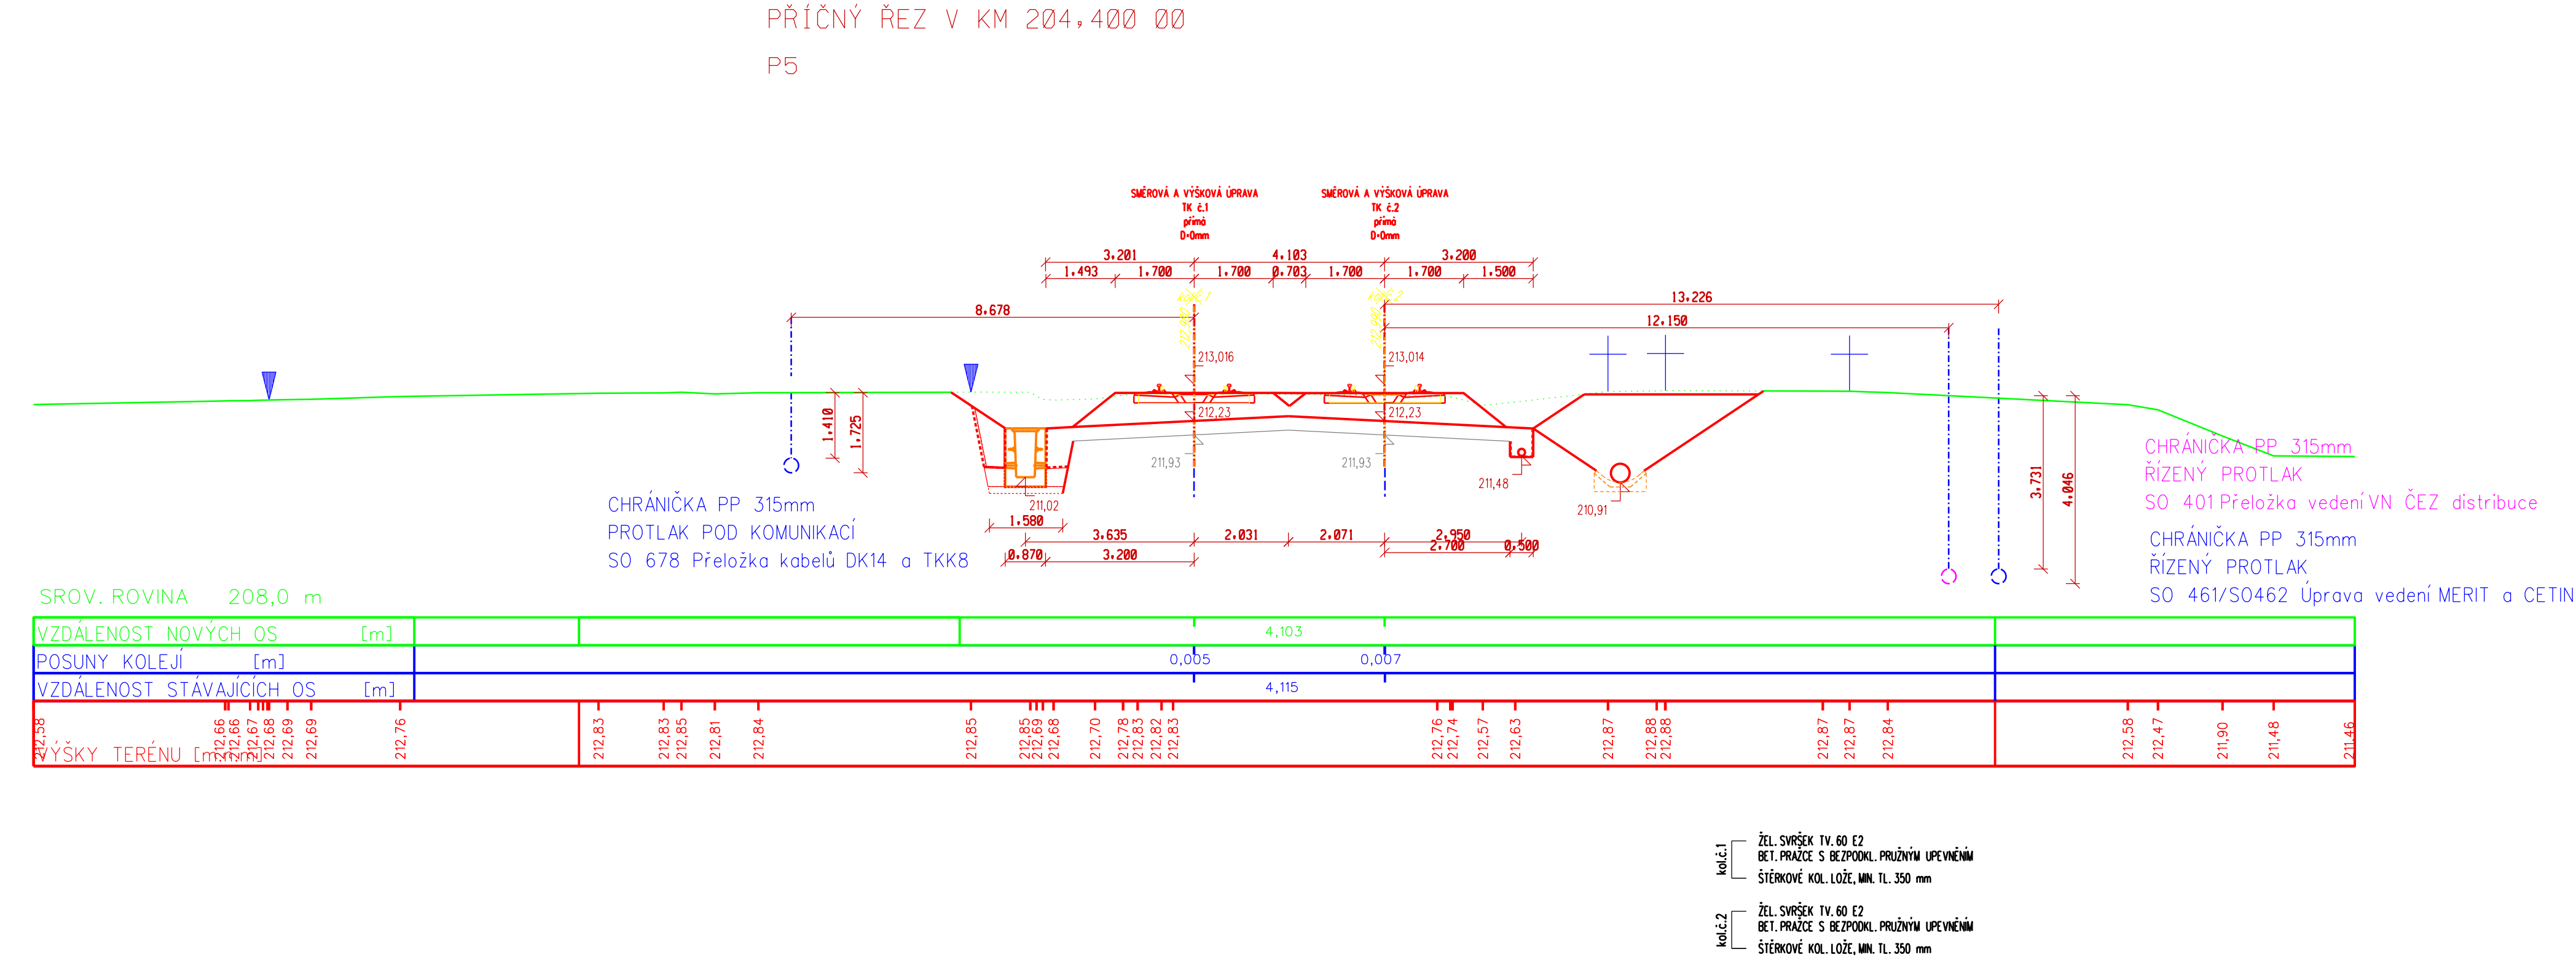 PŘÍČNÝ ŘEZ V KM 204,400 00
P5
SMĚROVÁ A VÝŠKOVÁ ÚPRAVA
TK č.1
přímá
D=0mm
SMĚROVÁ A VÝŠKOVÁ ÚPRAVA
TK č.2
přímá
D=0mm
3.201 4.103 3.200
1.493 1.700 1.700 0.703 1.700 1.700 1.500
13.226
8.678
12.150
213,016 213,014
212,23 212,23
1.410
1.725
211,93 211,93
211,48
211,02
210,91
1.580
3.635 2.031 2.071 2.950
2.700 0.500
0.870 3.200
3.731
4.046
CHRÁNIČKA PP 315mm
PROTLAK POD KOMUNIKACÍ
SO 678 Přeložka kabelů DK14 a TKK8
CHRÁNIČKA PP 315mm
ŘÍZENÝ PROTLAK
SO 401 Přeložka vedení VN ČEZ distribuce
CHRÁNIČKA PP 315mm
ŘÍZENÝ PROTLAK
SO 461/SO462 Úprava vedení MERIT a CETIN
SROV. ROVINA 208,0 m
VZDÁLENOST NOVÝCH OS [m] 4,103
POSUNY KOLEJÍ [m] 0,005 0,007
VZDÁLENOST STÁVAJÍCÍCH OS [m] 4,115
212,58 212,66 212,66 212,67 212,68 212,69 212,69 212,76 212,83 212,83 212,85 212,81 212,84 212,85 212,85 212,69 212,68 212,70 212,78 212,83 212,82 212,83 212,76 212,74 212,57 212,63 212,87 212,88 212,88 212,87 212,87 212,84 212,58 212,47 211,90 211,48 211,46
VÝŠKY TERÉNU
kol.č.1
ŽEL. SVRŠEK TV. 60 E2
BET. PRAŽCE S BEZPODKL. PRUŽNÝM UPEVNĚNÍM
ŠTĚRKOVÉ KOL. LOŽE, MIN. TL. 350 mm
kol.č.2
ŽEL. SVRŠEK TV. 60 E2
BET. PRAŽCE S BEZPODKL. PRUŽNÝM UPEVNĚNÍM
ŠTĚRKOVÉ KOL. LOŽE, MIN. TL. 350 mm